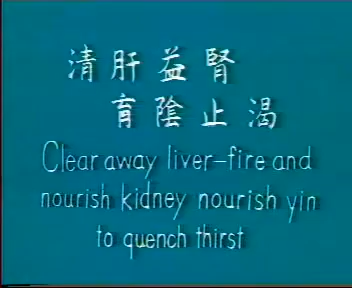 清肝益腎
育陰止渴
Clear away liver-fire and
nourish kidney nourish yin
to quench thirst